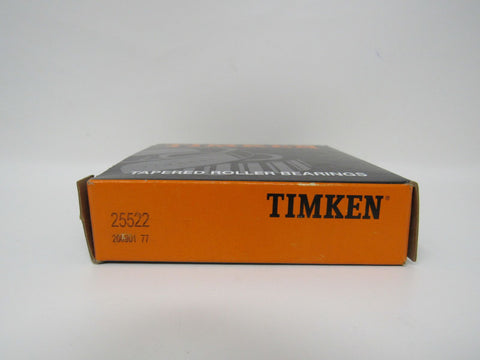 TAPERED ROLLER BEARINGS
TIMKEN®
25522